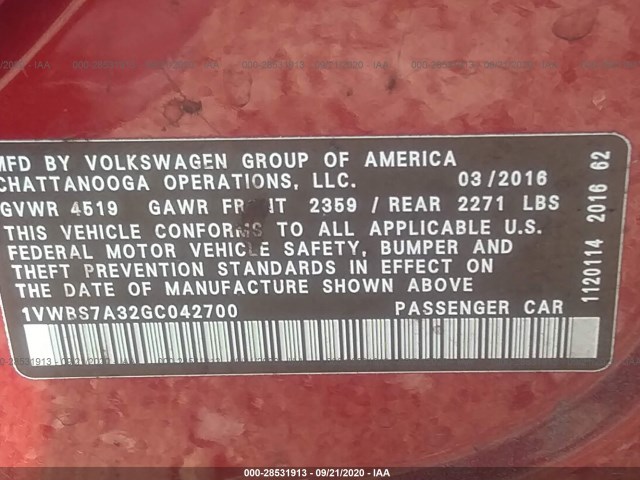 MFD BY VOLKSWAGEN GROUP OF AMERICA
CHATTANOOGA OPERATIONS, LLC. 03/2016
GVWR 4519 GAWR FRONT 2359 / REAR 2271 LBS
THIS VEHICLE CONFORMS TO ALL APPLICABLE U.S.
FEDERAL MOTOR VEHICLE SAFETY, BUMPER AND
THEFT PREVENTION STANDARDS IN EFFECT ON
THE DATE OF MANUFACTURE SHOWN ABOVE
1VWBS7A32GC042700 PASSENGER CAR
1120114 2016 62
000-28531913 - 09/21/2020 - IAA